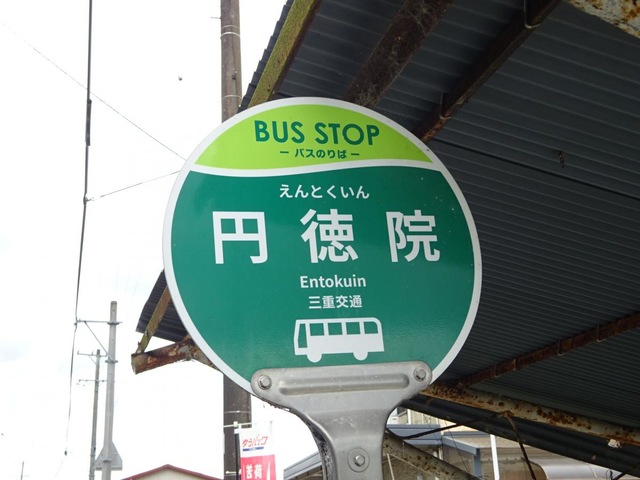 BUS STOP
ー バスのりば ー
えんとくいん
円徳院
Entokuin
三重交通